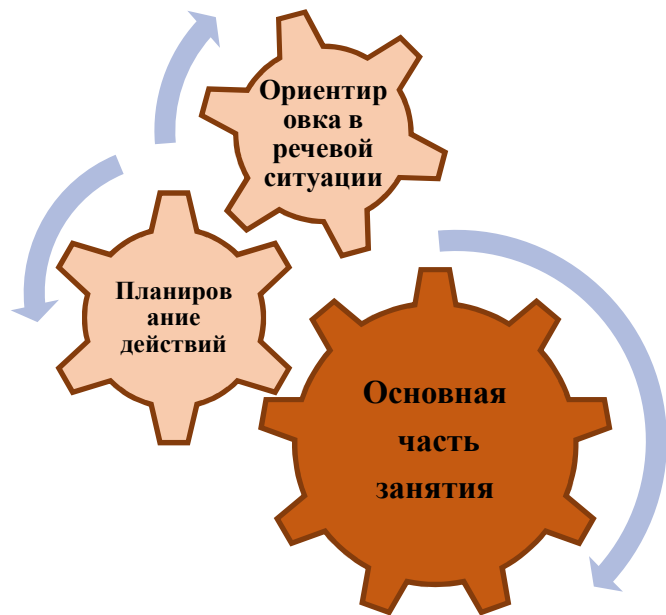 Ориентир
овка в
речевой
ситуации
Планиров
ание
действий
Основная
часть
занятия